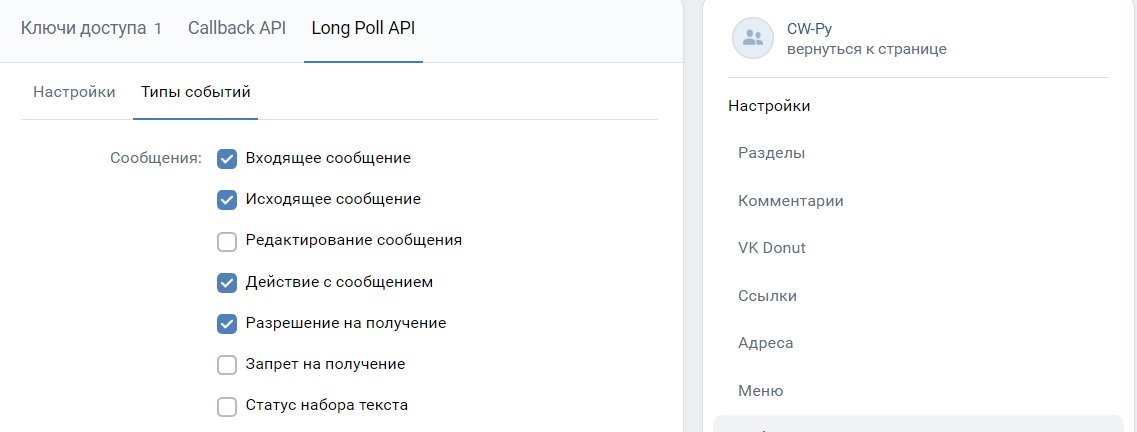 Ключи доступа 1 Callback API Long Poll API
Настройки Типы событий
Сообщения: Входящее сообщение
Исходящее сообщение
Редактирование сообщения
Действие с сообщением
Разрешение на получение
Запрет на получение
Статус набора текста
CW-Py
вернуться к странице
Настройки
Разделы
Комментарии
VK Donut
Ссылки
Адреса
Меню